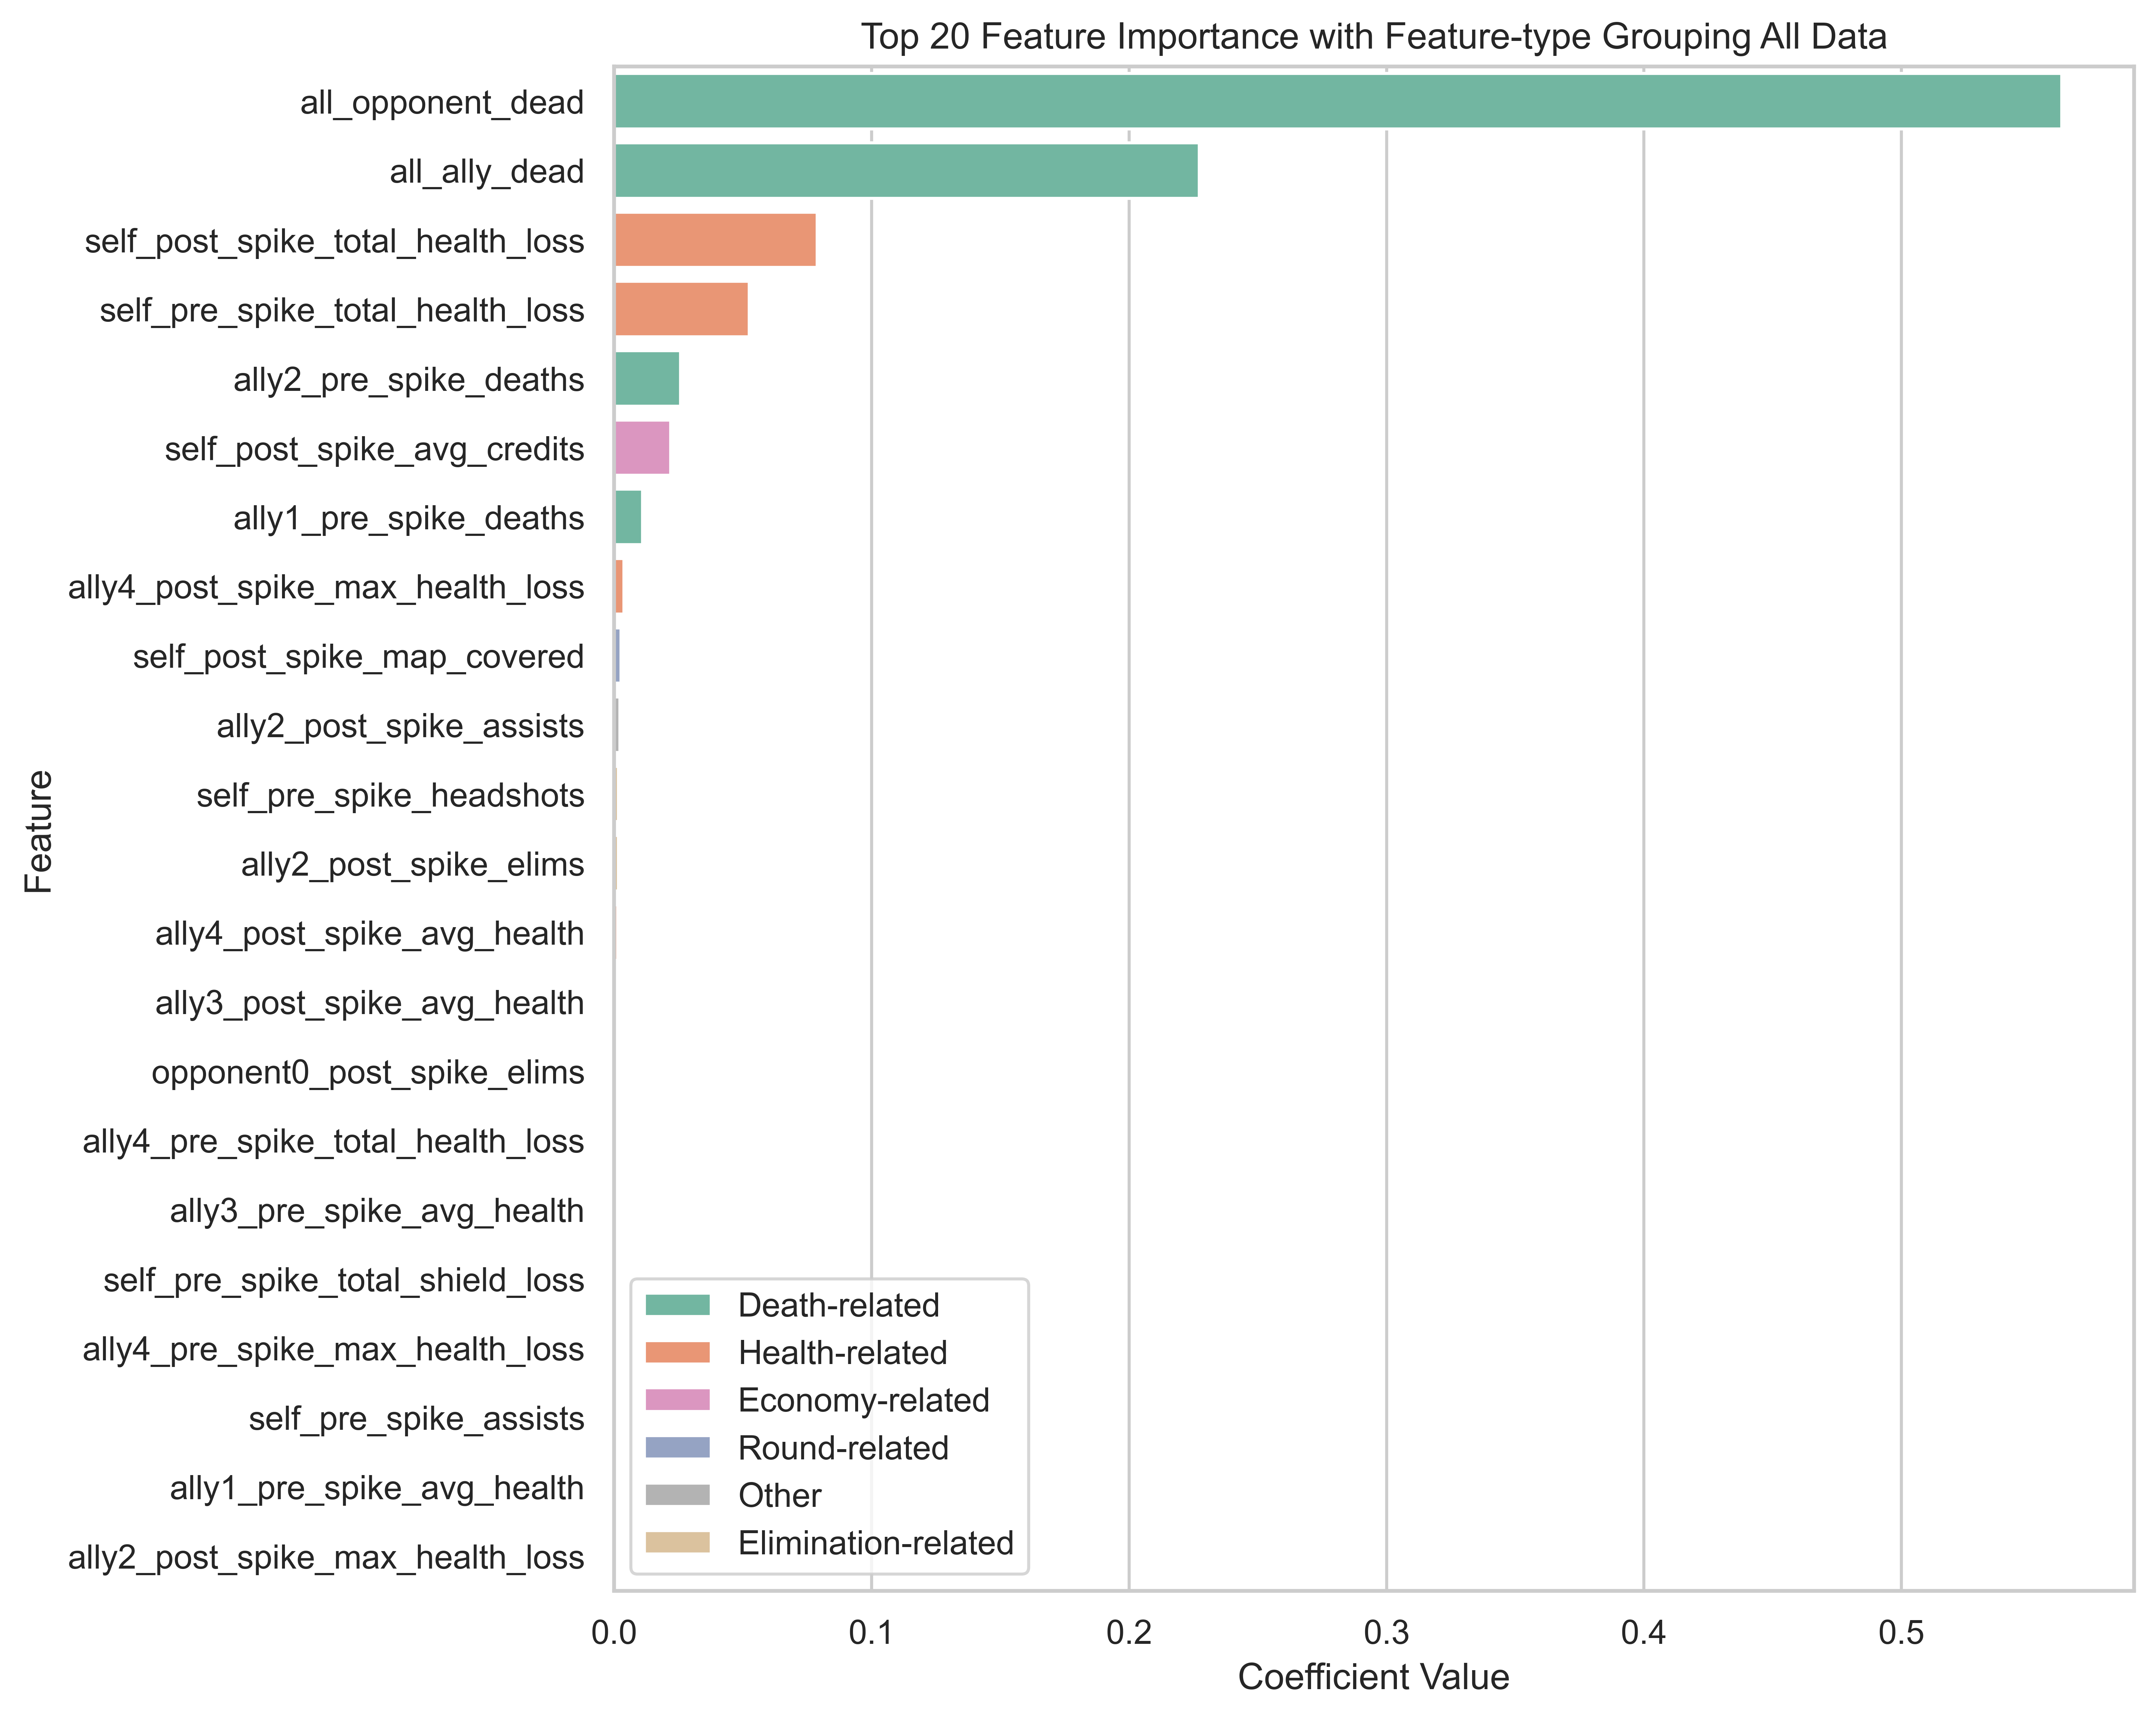 Top 20 Feature Importance with Feature-type Grouping All Data
all_opponent_dead
all_ally_dead
self_post_spike_total_health_loss
self_pre_spike_total_health_loss
ally2_pre_spike_deaths
self_post_spike_avg_credits
ally1_pre_spike_deaths
ally4_post_spike_max_health_loss
self_post_spike_map_covered
ally2_post_spike_assists
self_pre_spike_headshots
ally2_post_spike_elims
ally4_post_spike_avg_health
ally3_post_spike_avg_health
opponent0_post_spike_elims
ally4_pre_spike_total_health_loss
ally3_pre_spike_avg_health
self_pre_spike_total_shield_loss
ally4_pre_spike_max_health_loss
self_pre_spike_assists
ally1_pre_spike_avg_health
ally2_post_spike_max_health_loss
Feature
Death-related
Health-related
Economy-related
Round-related
Other
Elimination-related
0.0 0.1 0.2 0.3 0.4 0.5
Coefficient Value